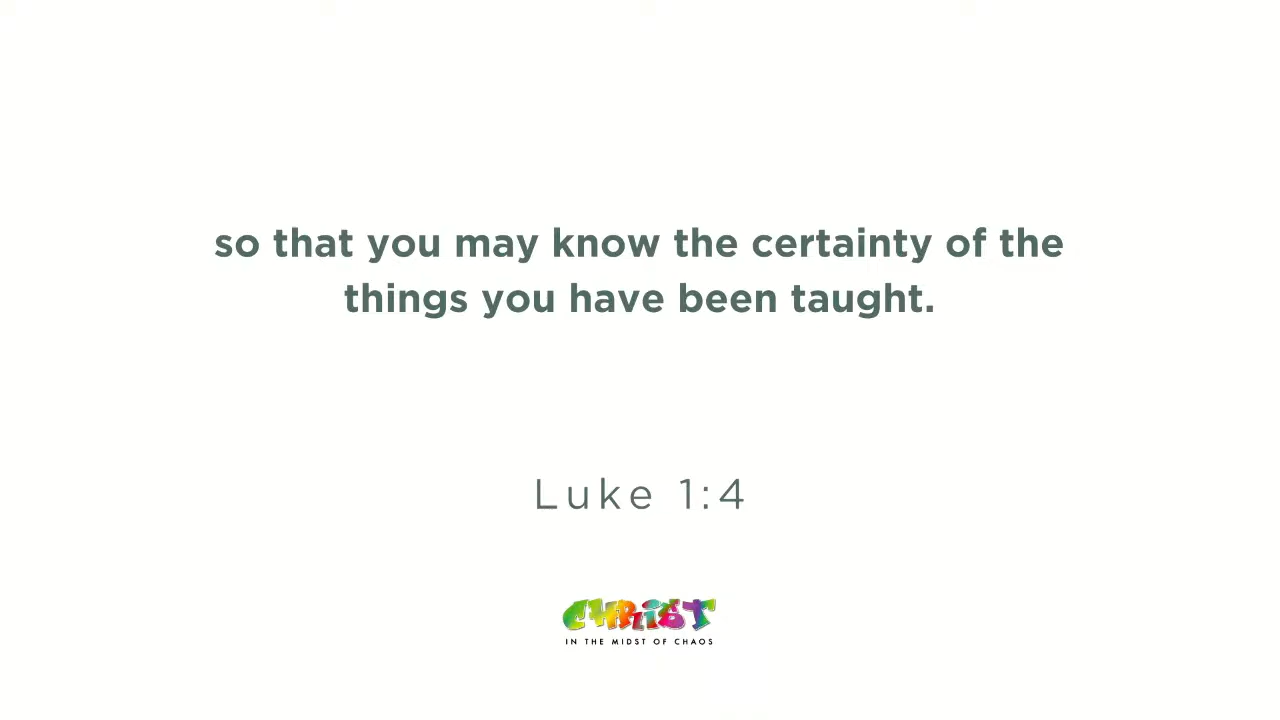 so that you may know the certainty of the
things you have been taught.
Luke 1:4
CHRIST
IN THE MIDST OF CHAOS